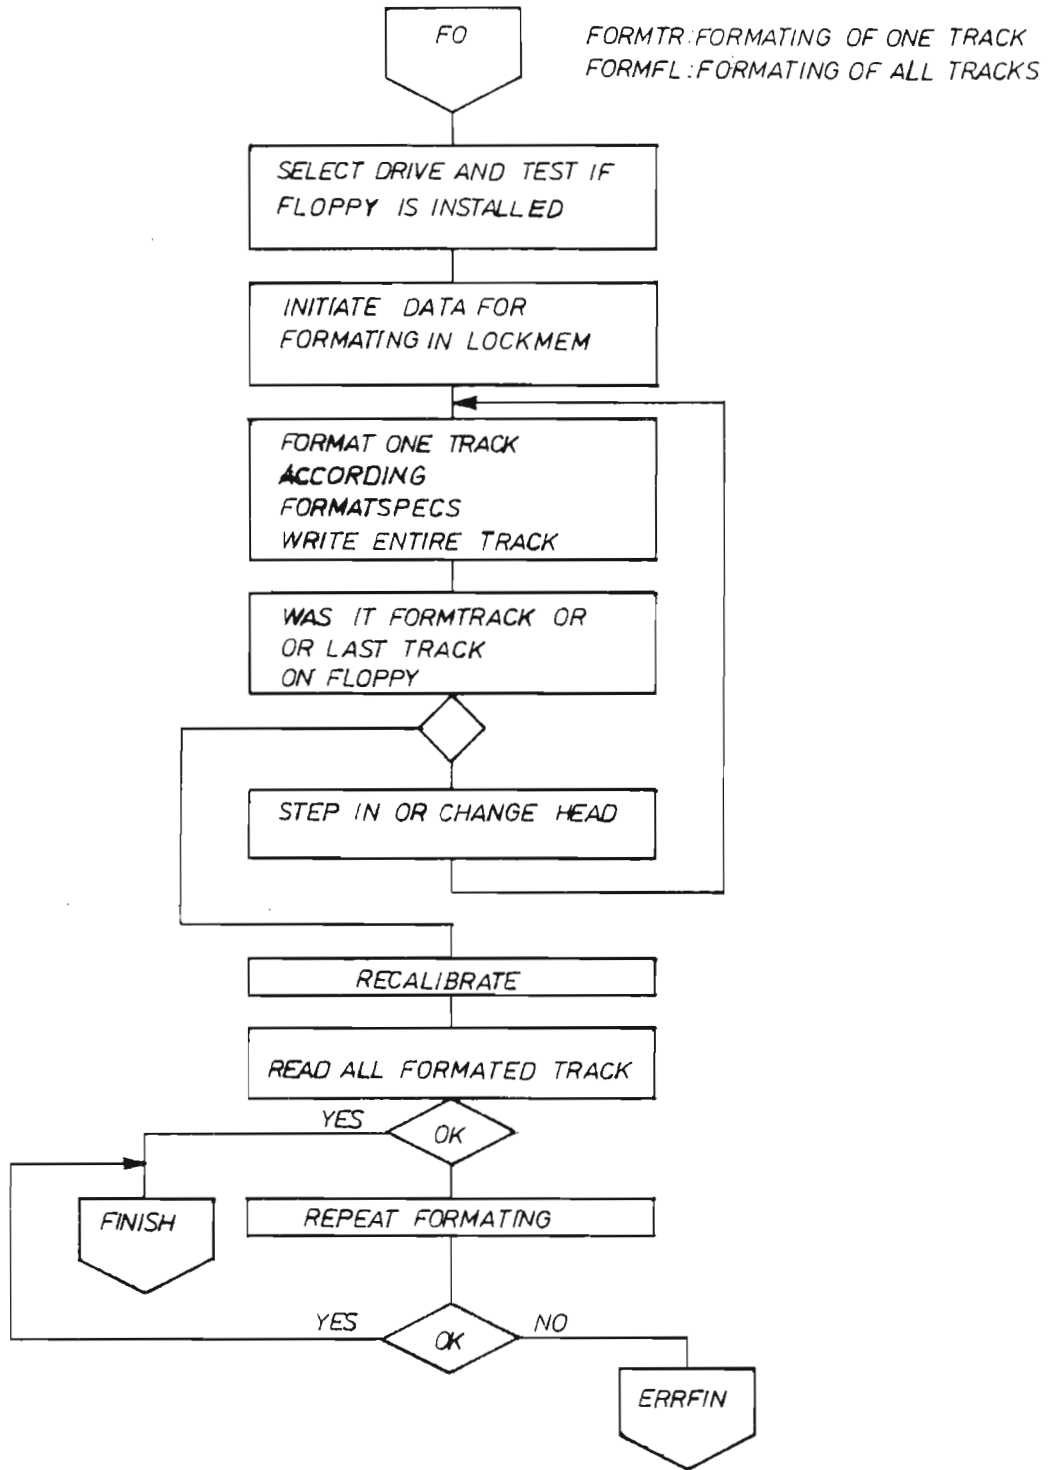 FO
FORMTR:FORMATING OF ONE TRACK
FORMFL:FORMATING OF ALL TRACKS
SELECT DRIVE AND TEST IF
FLOPPY IS INSTALLED
INITIATE DATA FOR
FORMATING IN LOCKMEM
FORMAT ONE TRACK
ACCORDING
FORMATSPECS
WRITE ENTIRE TRACK
WAS IT FORMTRACK OR
OR LAST TRACK
ON FLOPPY
STEP IN OR CHANGE HEAD
RECALIBRATE
READ ALL FORMATED TRACK
YES
OK
FINISH
REPEAT FORMATING
YES
OK
NO
ERRFIN